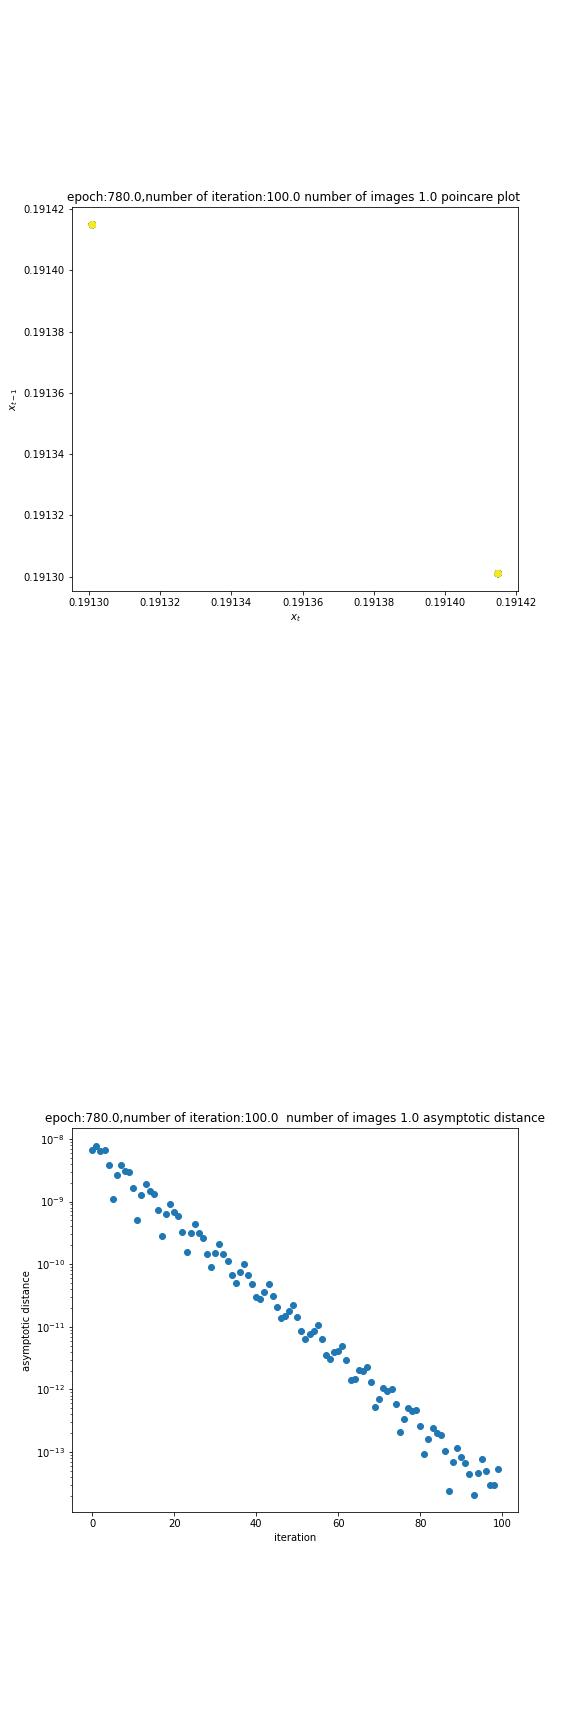 epoch:780.0,number of iteration:100.0 number of images 1.0 poincare plot
0.19142
0.19140
0.19138
0.19136
0.19134
0.19132
0.19130
x_{t-1}
0.19130 0.19132 0.19134 0.19136 0.19138 0.19140 0.19142
x_t
epoch:780.0,number of iteration:100.0  number of images 1.0 asymptotic distance
10^{-8}
10^{-9}
10^{-10}
10^{-11}
10^{-12}
10^{-13}
asymptotic distance
0 20 40 60 80 100
iteration